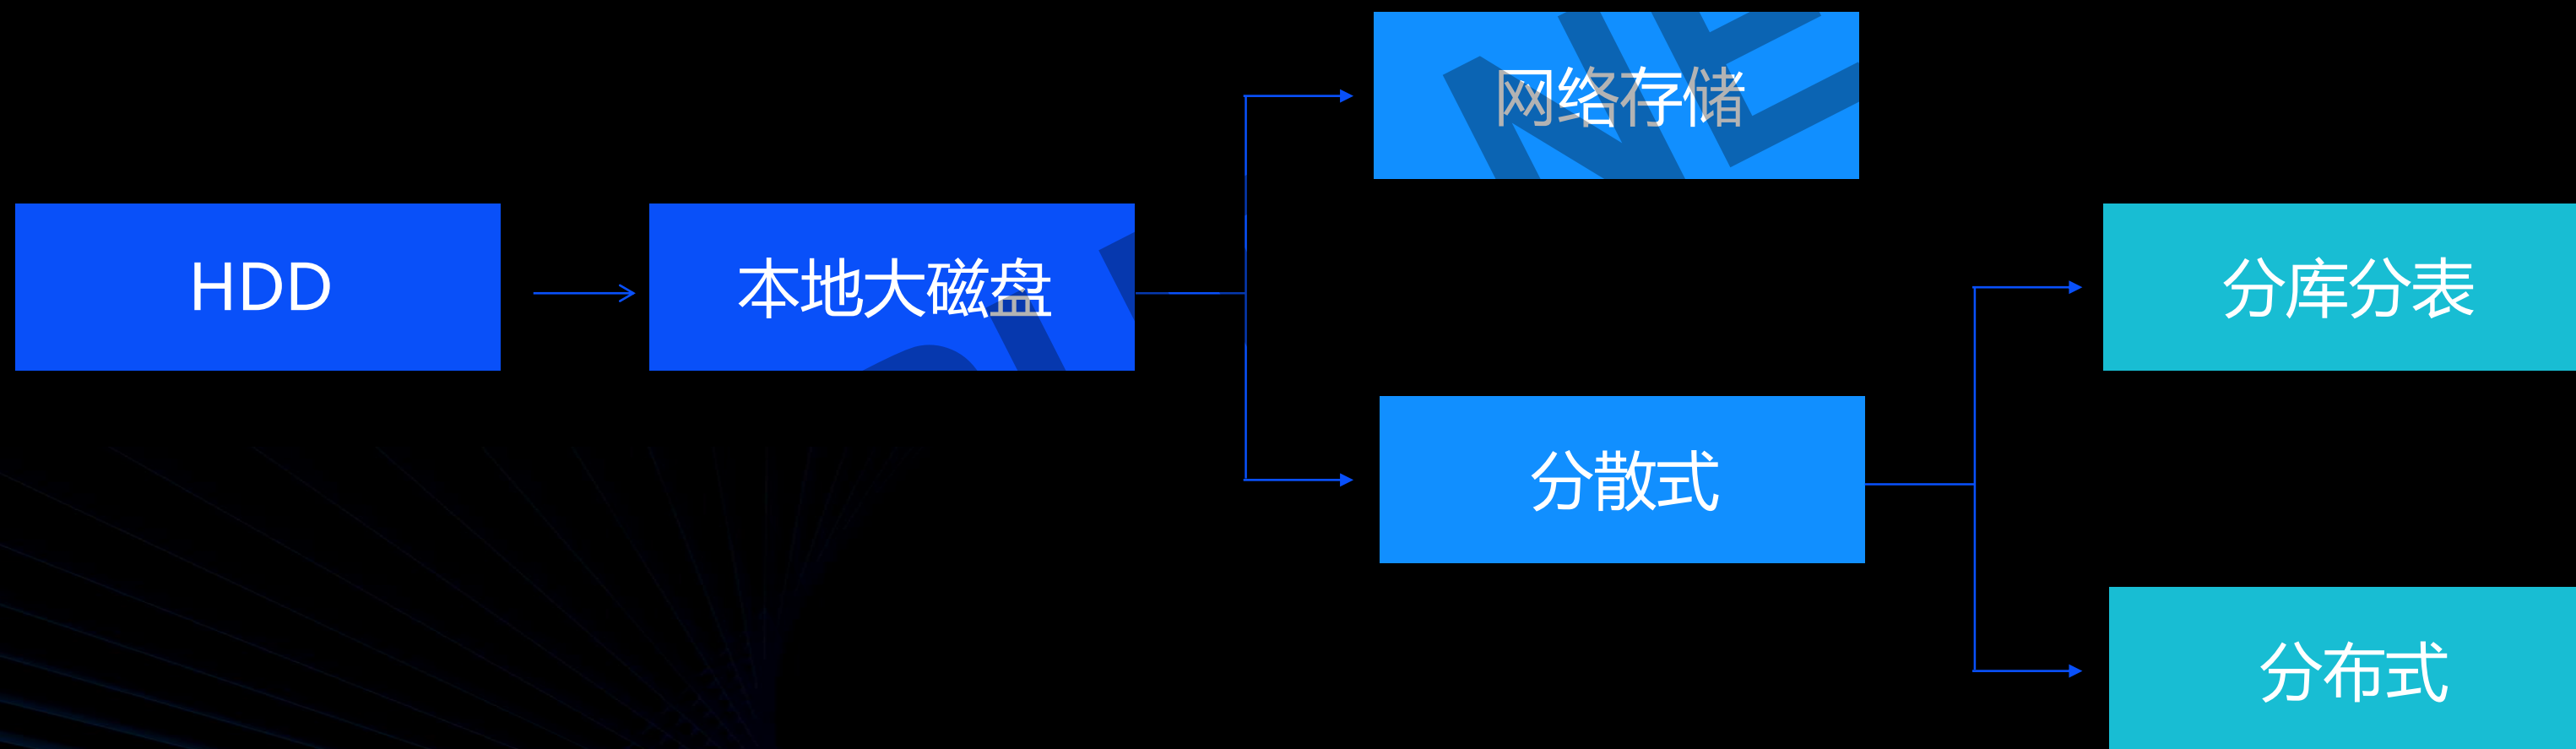 HDD
本地大磁盘
网络存储
分散式
分库分表
分布式